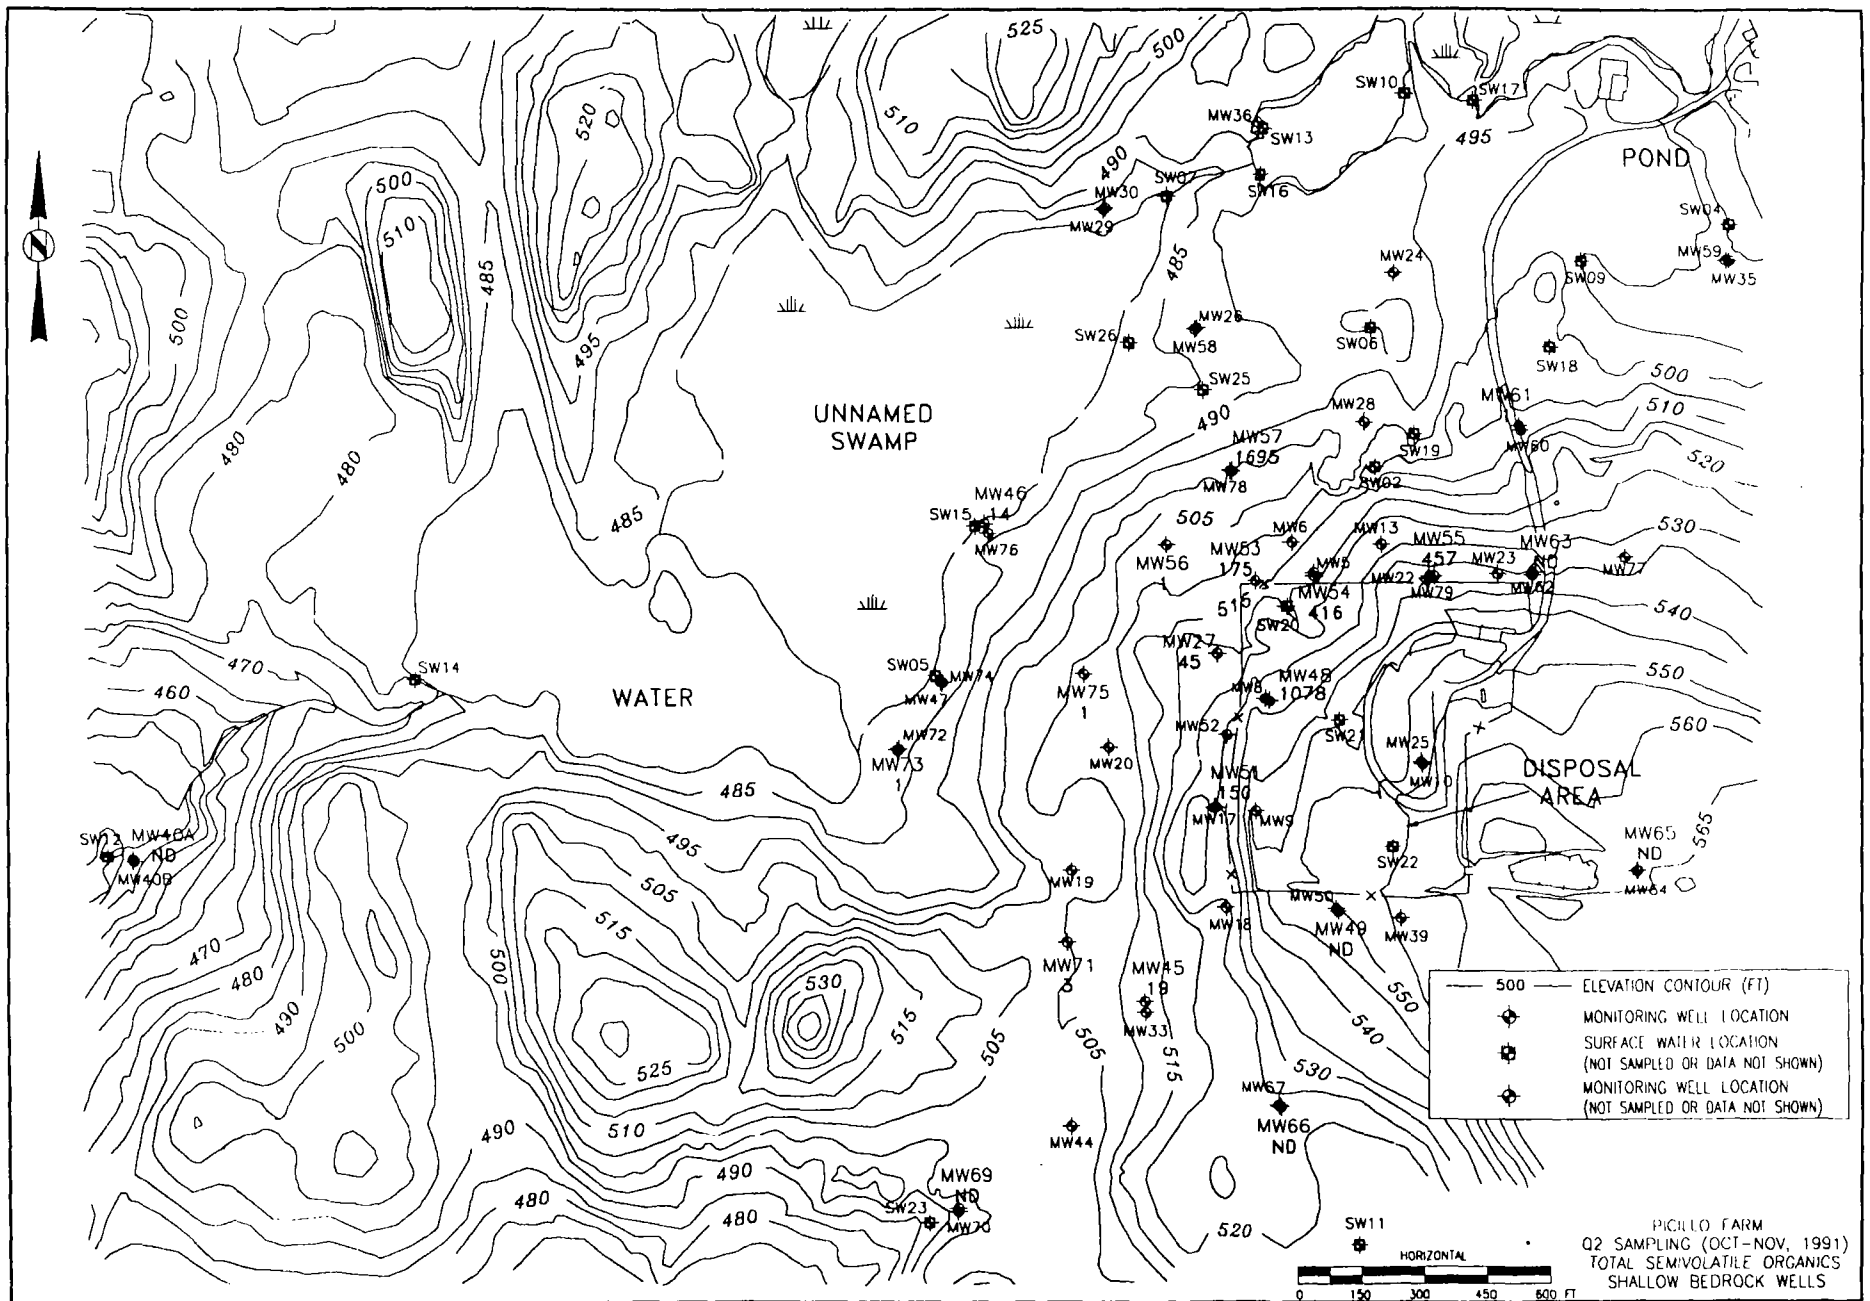 525
500
SW10
SW17
520
MW36
SW13
510
495
POND
490
500
SW07
MW30
SW16
MW29
SW04
510
485
485
MW24
MW59
SW09
MW35
500
MW26
SW26
MW58
SW06
495
SW18
SW25
500
UNNAMED
SWAMP
490
MW28
MW61
510
480
MW57
1695
SW19
MW60
480
MW78
SW02
520
485
SW15
MW46
14
MW76
505
MW6
MW13
530
MW56
1
MW53
175
MW55
457
MW63
ND
MW5
MW22
MW23
MW77
MW79
MW62
MW54
416
515
SW20
540
470
SW14
MW27
45
460
SW05
MW74
550
WATER
MW47
MW75
1
MW8
MW48
1078
MW72
MW52
SW21
560
MW73
1
MW20
MW25
DISPOSAL
AREA
485
MW51
150
MW10
495
MW17
MW9
SW12
MW40A
ND
MW40B
MW65
ND
565
SW22
505
MW19
MW64
515
MW50
470
MW18
MW49
ND
MW39
480
500
530
MW71
3
MW45
19
550
490
500
515
505
MW33
505
515
540
525
530
MW67
510
MW66
ND
490
MW44
490
MW69
ND
480
SW23
480
MW70
520
SW11
500 ELEVATION CONTOUR (FT)
MONITORING WELL LOCATION
SURFACE WATER LOCATION
(NOT SAMPLED OR DATA NOT SHOWN)
MONITORING WELL LOCATION
(NOT SAMPLED OR DATA NOT SHOWN)
HORIZONTAL
0 150 300 450 600 FT
PICILLO FARM
Q2 SAMPLING (OCT-NOV, 1991)
TOTAL SEMIVOLATILE ORGANICS
SHALLOW BEDROCK WELLS